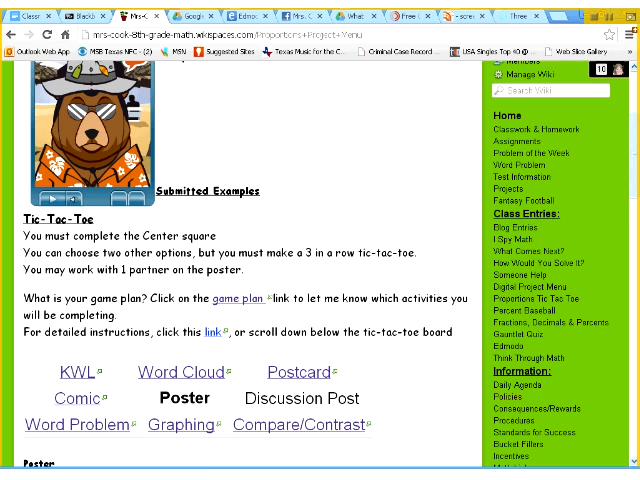 Classr
Blackb
Mrs-C
Googl
Edmoc
Mrs. C
What
Free (
- scre
Three
mrs-cook-8th-grade-math.wikispaces.com/Proportions+Project+Menu
Outlook Web App
MSB Texas NFC - (2)
MSN
Suggested Sites
Texas Music for the C...
Criminal Case Record ...
USA Singles Top 40 @ ...
Web Slice Gallery
»
Submitted Examples
Tic-Tac-Toe
You must complete the Center square
You can choose two other options, but you must make a 3 in a row tic-tac-toe.
You may work with 1 partner on the poster.
What is your game plan? Click on the game plan link to let me know which activities you
will be completing.
For detailed instructions, click this link, or scroll down below the tic-tac-toe board
KWL Word Cloud Postcard
Comic Poster Discussion Post
Word Problem Graphing Compare/Contrast
Poster
Members
Manage Wiki
10
Search Wiki
Home
Classwork & Homework
Assignments
Problem of the Week
Word Problem
Test Information
Projects
Fantasy Football
Class Entries:
Blog Entries
I Spy Math
What Comes Next?
How Would You Solve It?
Someone Help
Digital Project Menu
Proportions Tic Tac Toe
Percent Baseball
Fractions, Decimals & Percents
Gauntlet Quiz
Edmodo
Think Through Math
Information:
Daily Agenda
Policies
Consequences/Rewards
Procedures
Standards for Success
Bucket Fillers
Incentives